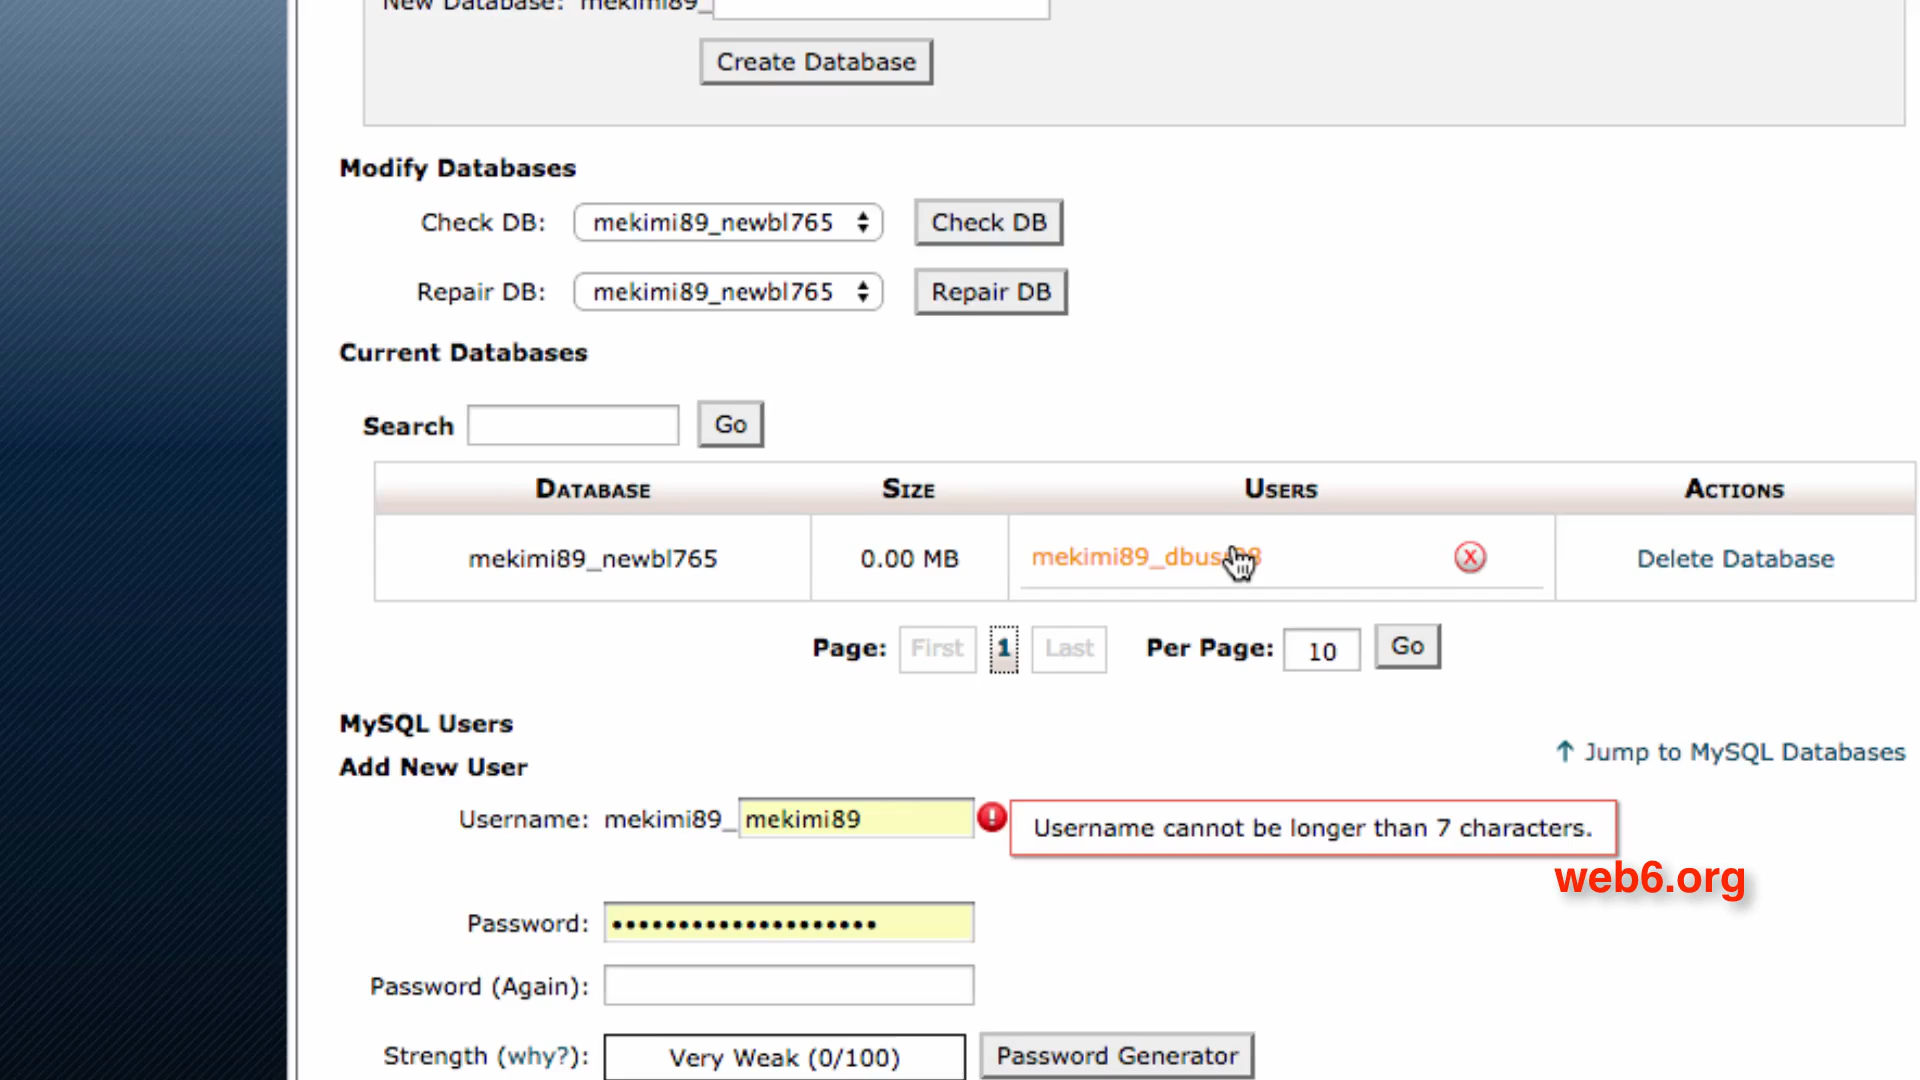 New Database: mekimi89_
Create Database
Modify Databases
Check DB: mekimi89_newbl765 Check DB
Repair DB: mekimi89_newbl765 Repair DB
Current Databases
Search Go
DATABASE SIZE USERS ACTIONS
mekimi89_newbl765 0.00 MB Delete Database
Page: First 1 Last Per Page: 10 Go
MySQL Users
↑ Jump to MySQL Databases
Add New User
Username: mekimi89_ mekimi89 Username cannot be longer than 7 characters.
web6.org
Password: ••••••••••••••••••••
Password (Again):
Strength (why?): Very Weak (0/100) Password Generator